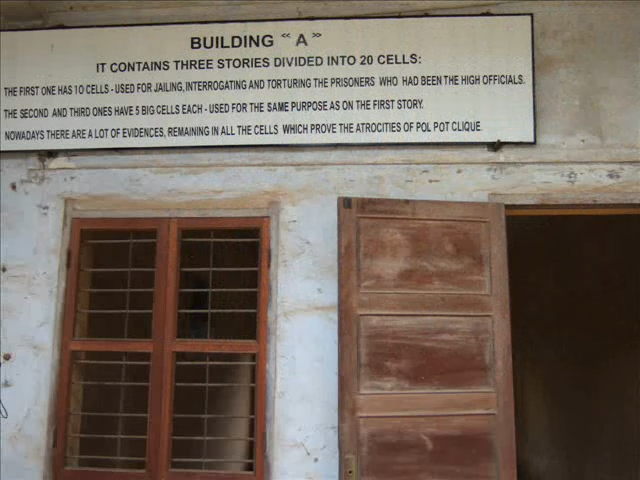 BUILDING “A”
IT CONTAINS THREE STORIES DIVIDED INTO 20 CELLS:
THE FIRST ONE HAS 10 CELLS - USED FOR JAILING, INTERROGATING AND TORTURING THE PRISONERS WHO HAD BEEN THE HIGH OFFICIALS.
THE SECOND AND THIRD ONES HAVE 5 BIG CELLS EACH - USED FOR THE SAME PURPOSE AS ON THE FIRST STORY.
NOWADAYS THERE ARE A LOT OF EVIDENCES, REMAINING IN ALL THE CELLS WHICH PROVE THE ATROCITIES OF POL POT CLIQUE.